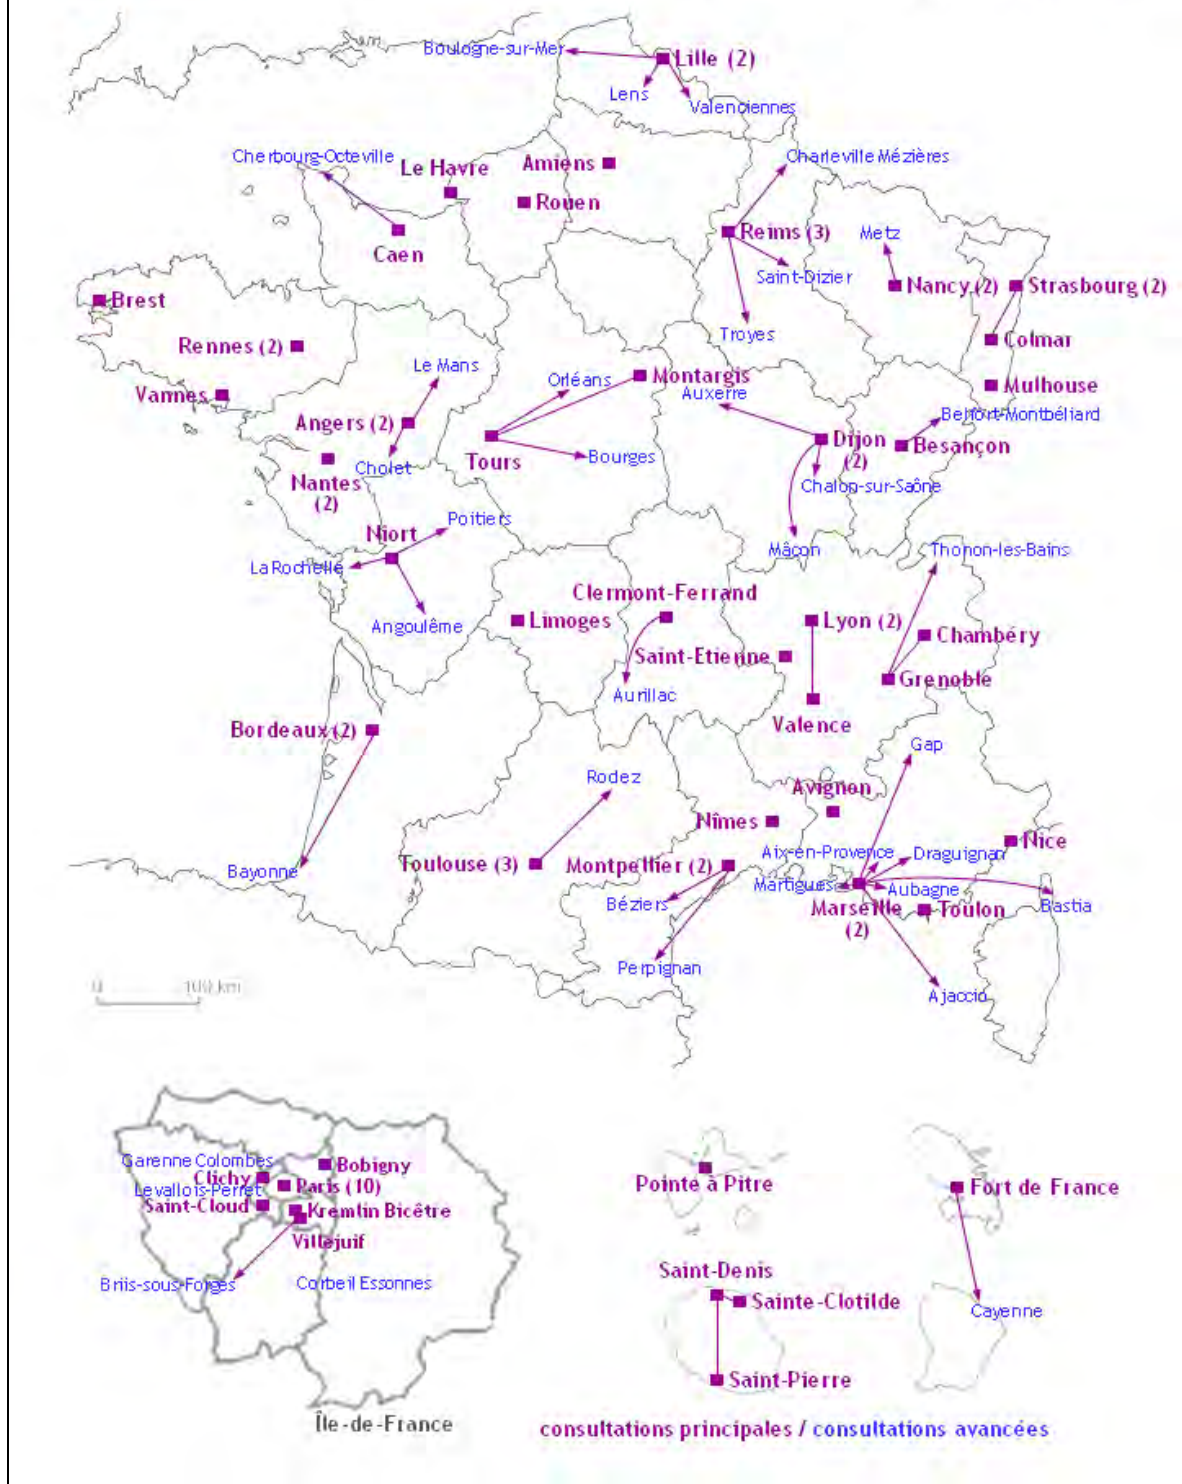 Boulogne-sur-Mer
Lille (2)
Lens
Valenciennes
Cherbourg-Octeville
Le Havre
Amiens
Charleville Mézières
Rouen
Caen
Reims (3)
Metz
Saint-Dizier
Nancy (2)
Strasbourg (2)
Brest
Troyes
Colmar
Rennes (2)
Le Mans
Orléans
Montargis
Auxerre
Mulhouse
Vannes
Belfort-Montbéliard
Angers (2)
Tours
Bourges
Dijon
(2)
Besançon
Cholet
Nantes
(2)
Chalon-sur-Saône
Niort
Poitiers
Mâcon
Thonon-les-Bains
La Rochelle
Clermont-Ferrand
Angoulême
Limoges
Lyon (2)
Chambéry
Saint-Etienne
Grenoble
Aurillac
Valence
Bordeaux (2)
Gap
Rodez
Avignon
Nîmes
Nice
Bayonne
Toulouse (3)
Montpellier (2)
Aix-en-Provence
Draguignan
Martigues
Aubagne
Béziers
Marseille
(2)
Toulon
Bastia
Perpignan
Ajaccio
0 100 km
Garenne Colombes
Bobigny
Clichy
Paris (10)
Levallois-Perret
Saint-Cloud
Kremlin Bicêtre
Villejuif
Briis-sous-Forges
Corbeil Essonnes
Île-de-France
Pointe à Pitre
Fort de France
Saint-Denis
Sainte-Clotilde
Cayenne
Saint-Pierre
consultations principales / consultations avancées